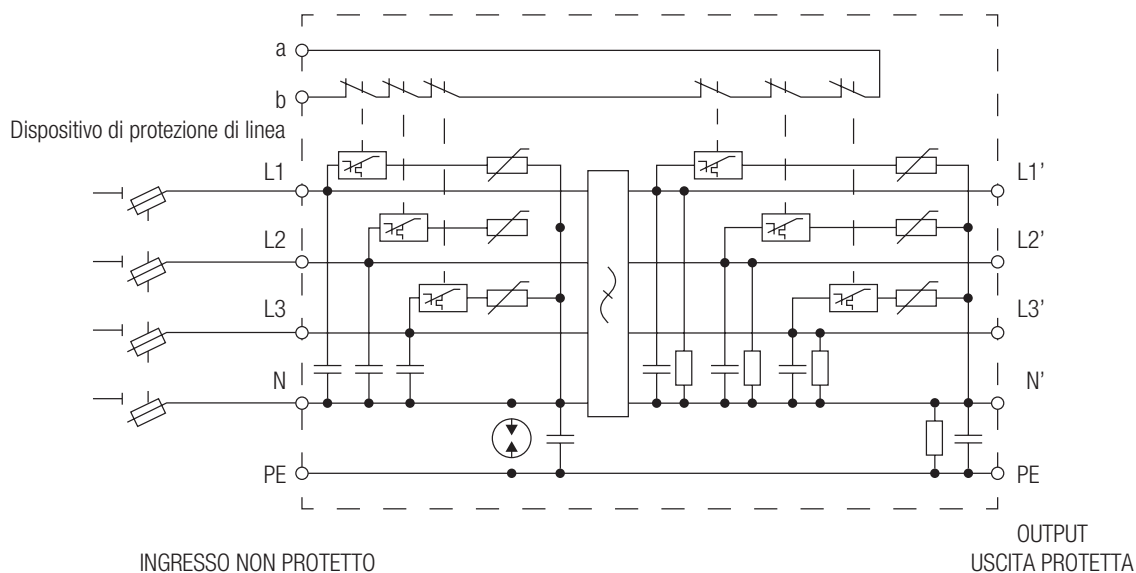 a
b
Dispositivo di protezione di linea
L1
L1’
L2
L2’
L3
L3’
N
N’
PE
PE
OUTPUT
INGRESSO NON PROTETTO
USCITA PROTETTA